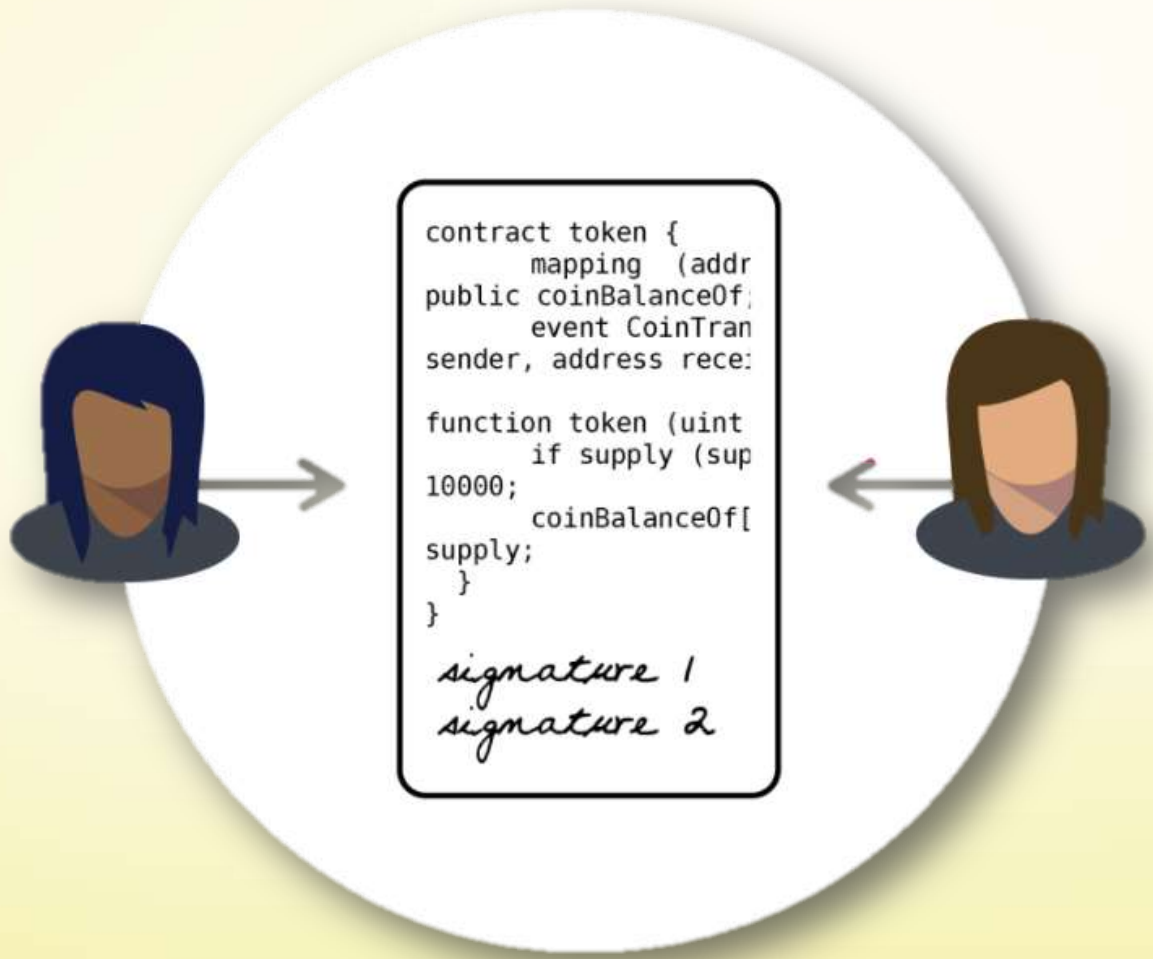 contract token {
mapping (addr
public coinBalanceOf;
event CoinTran
sender, address recei
function token (uint
if supply (sup
10000;
coinBalanceOf[
supply;
}
}
signature 1
signature 2